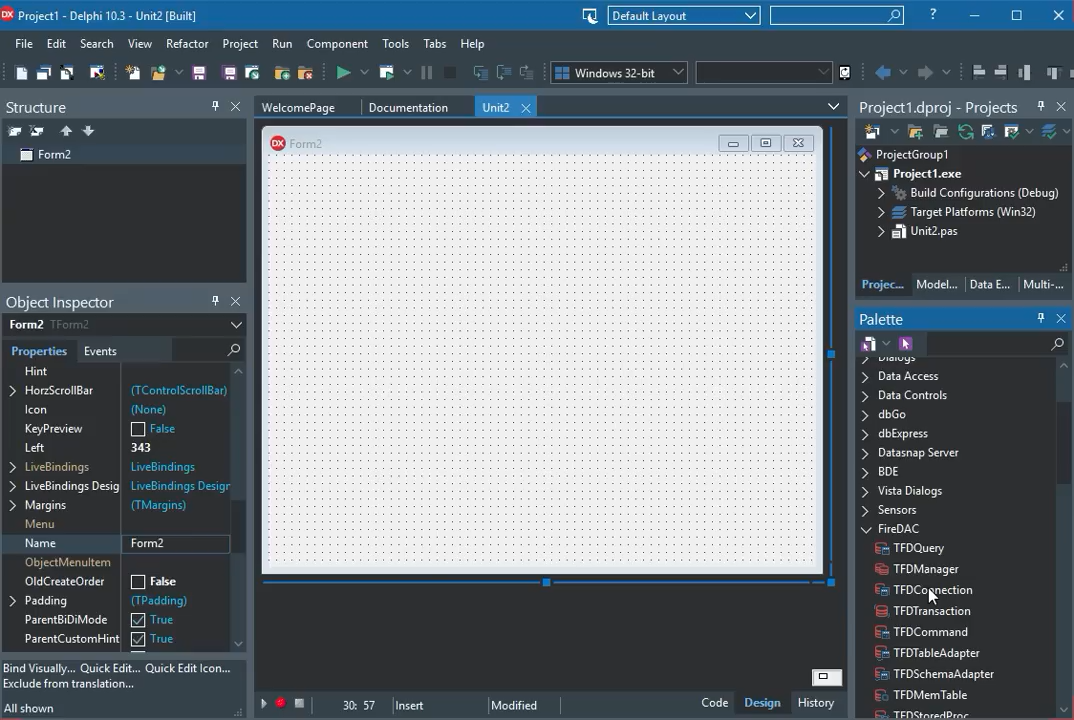 DX Project1 - Delphi 10.3 - Unit2 [Built]
Default Layout
?
File Edit Search View Refactor Project Run Component Tools Tabs Help
Windows 32-bit
Structure
Form2
Object Inspector
Form2 TForm2
Properties Events
Hint
HorzScrollBar (TControlScrollBar)
Icon (None)
KeyPreview False
Left 343
LiveBindings LiveBindings
LiveBindings Desig LiveBindings Design
Margins (TMargins)
Menu
Name Form2
ObjectMenuItem
OldCreateOrder False
Padding (TPadding)
ParentBiDiMode True
ParentCustomHint True
Bind Visually... Quick Edit... Quick Edit Icon...
Exclude from translation...
All shown
WelcomePage Documentation Unit2
DX Form2
30: 57 Insert Modified Code Design History
Project1.dproj - Projects
ProjectGroup1
Project1.exe
Build Configurations (Debug)
Target Platforms (Win32)
Unit2.pas
Projec... Model... Data E... Multi-...
Palette
Dialogs
Data Access
Data Controls
dbGo
dbExpress
Datasnap Server
BDE
Vista Dialogs
Sensors
FireDAC
TFDQuery
TFDManager
TFDConnection
TFDTransaction
TFDCommand
TFDTableAdapter
TFDSchemaAdapter
TFDMemTable
TFDStoredProc